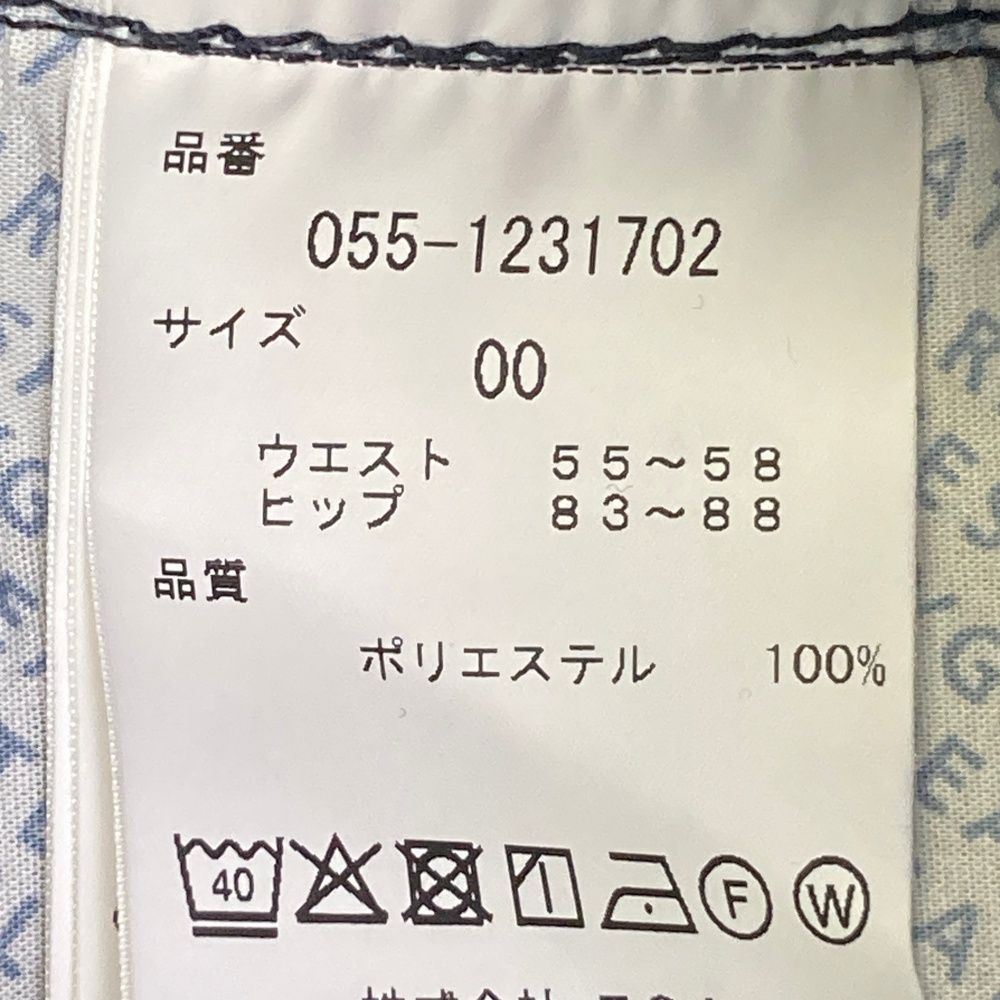 品番
055-1231702
サイズ
00
ウエスト 55～58
ヒップ 83～88
品質
ポリエステル 100%
40
F W